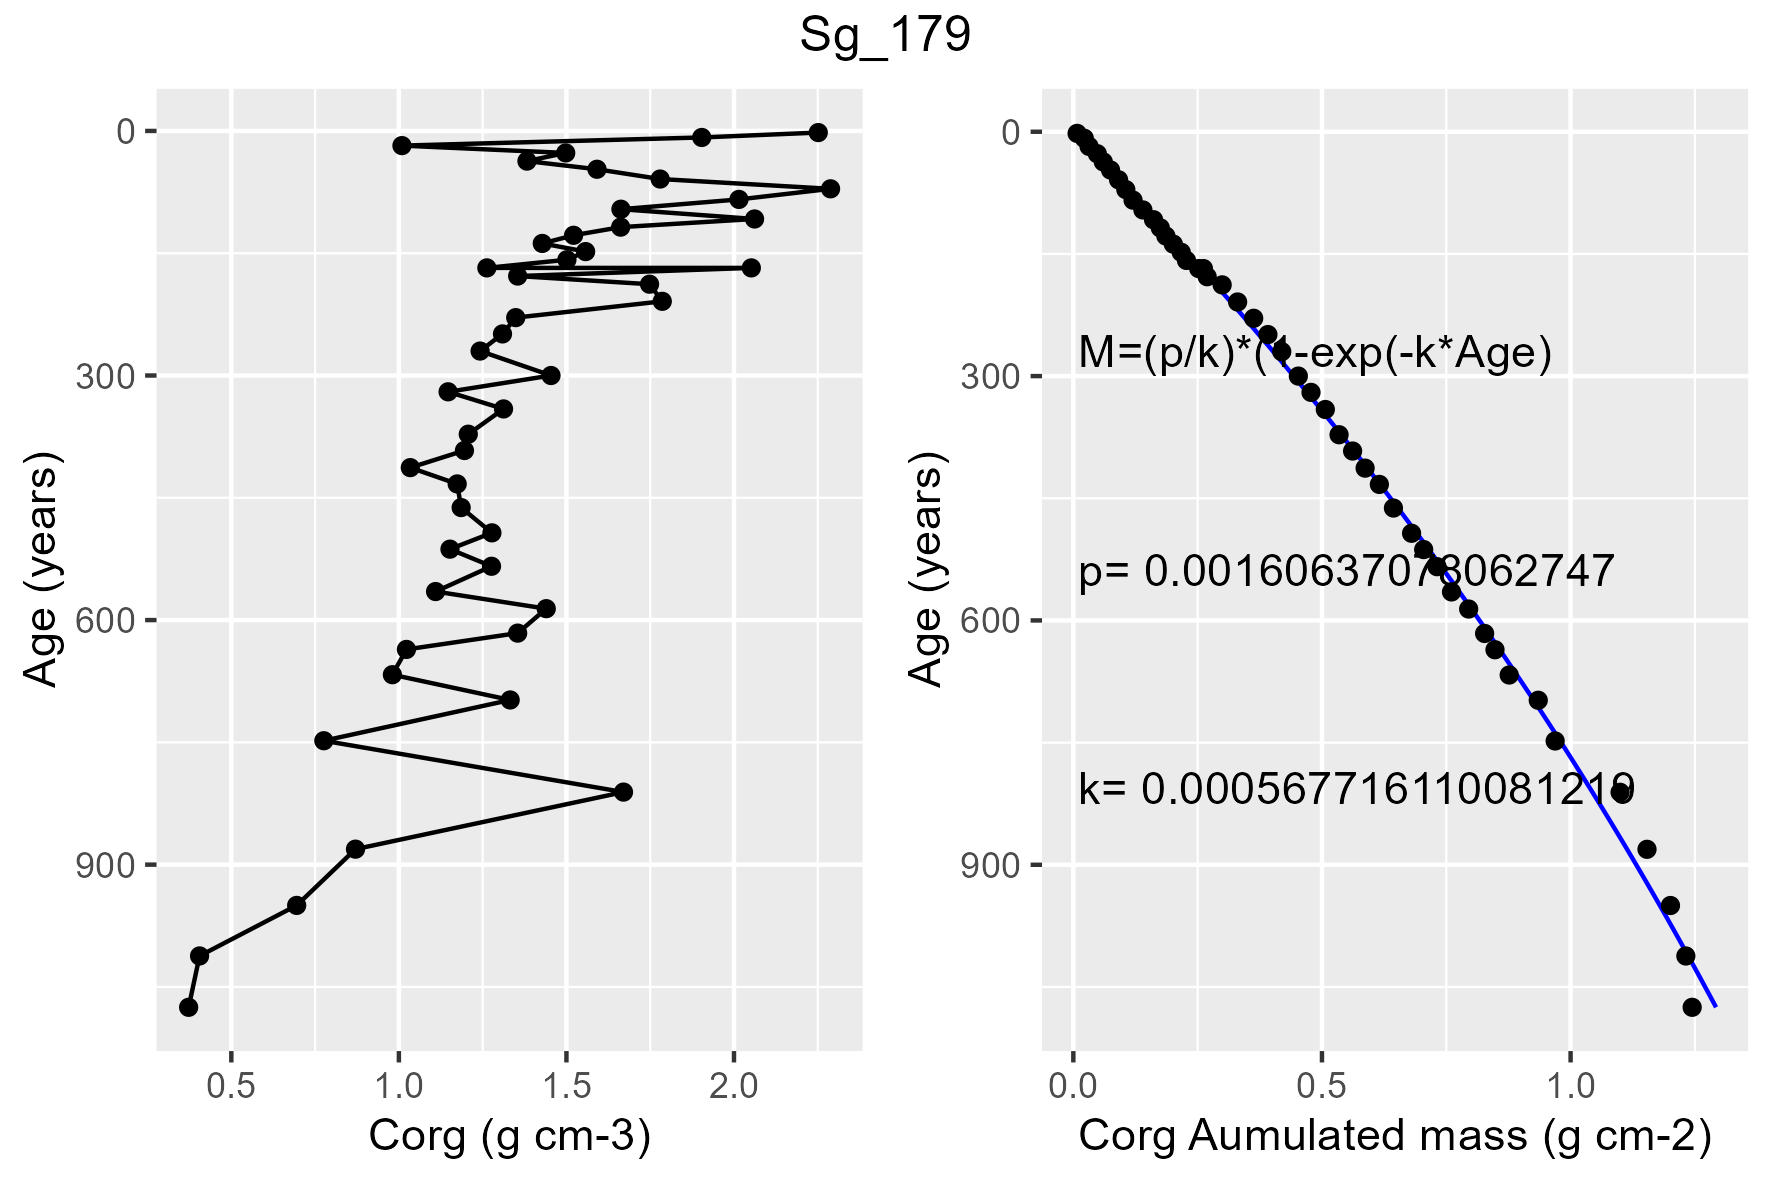 Sg_179
0
300
600
900
Age (years)
0.5 1.0 1.5 2.0
Corg (g cm-3)
0
300
600
900
Age (years)
M=(p/k)*(1-exp(-k*Age)
p= 0.00160637073062747
k= 0.000567716110081219
0.0 0.5 1.0
Corg Aumulated mass (g cm-2)